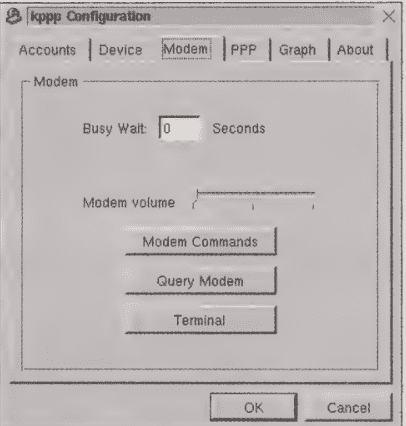 kppp Configuration
Accounts Device Modem PPP Graph About
Modem
Busy Wait: 0 Seconds
Modem volume
Modem Commands
Query Modem
Terminal
OK Cancel